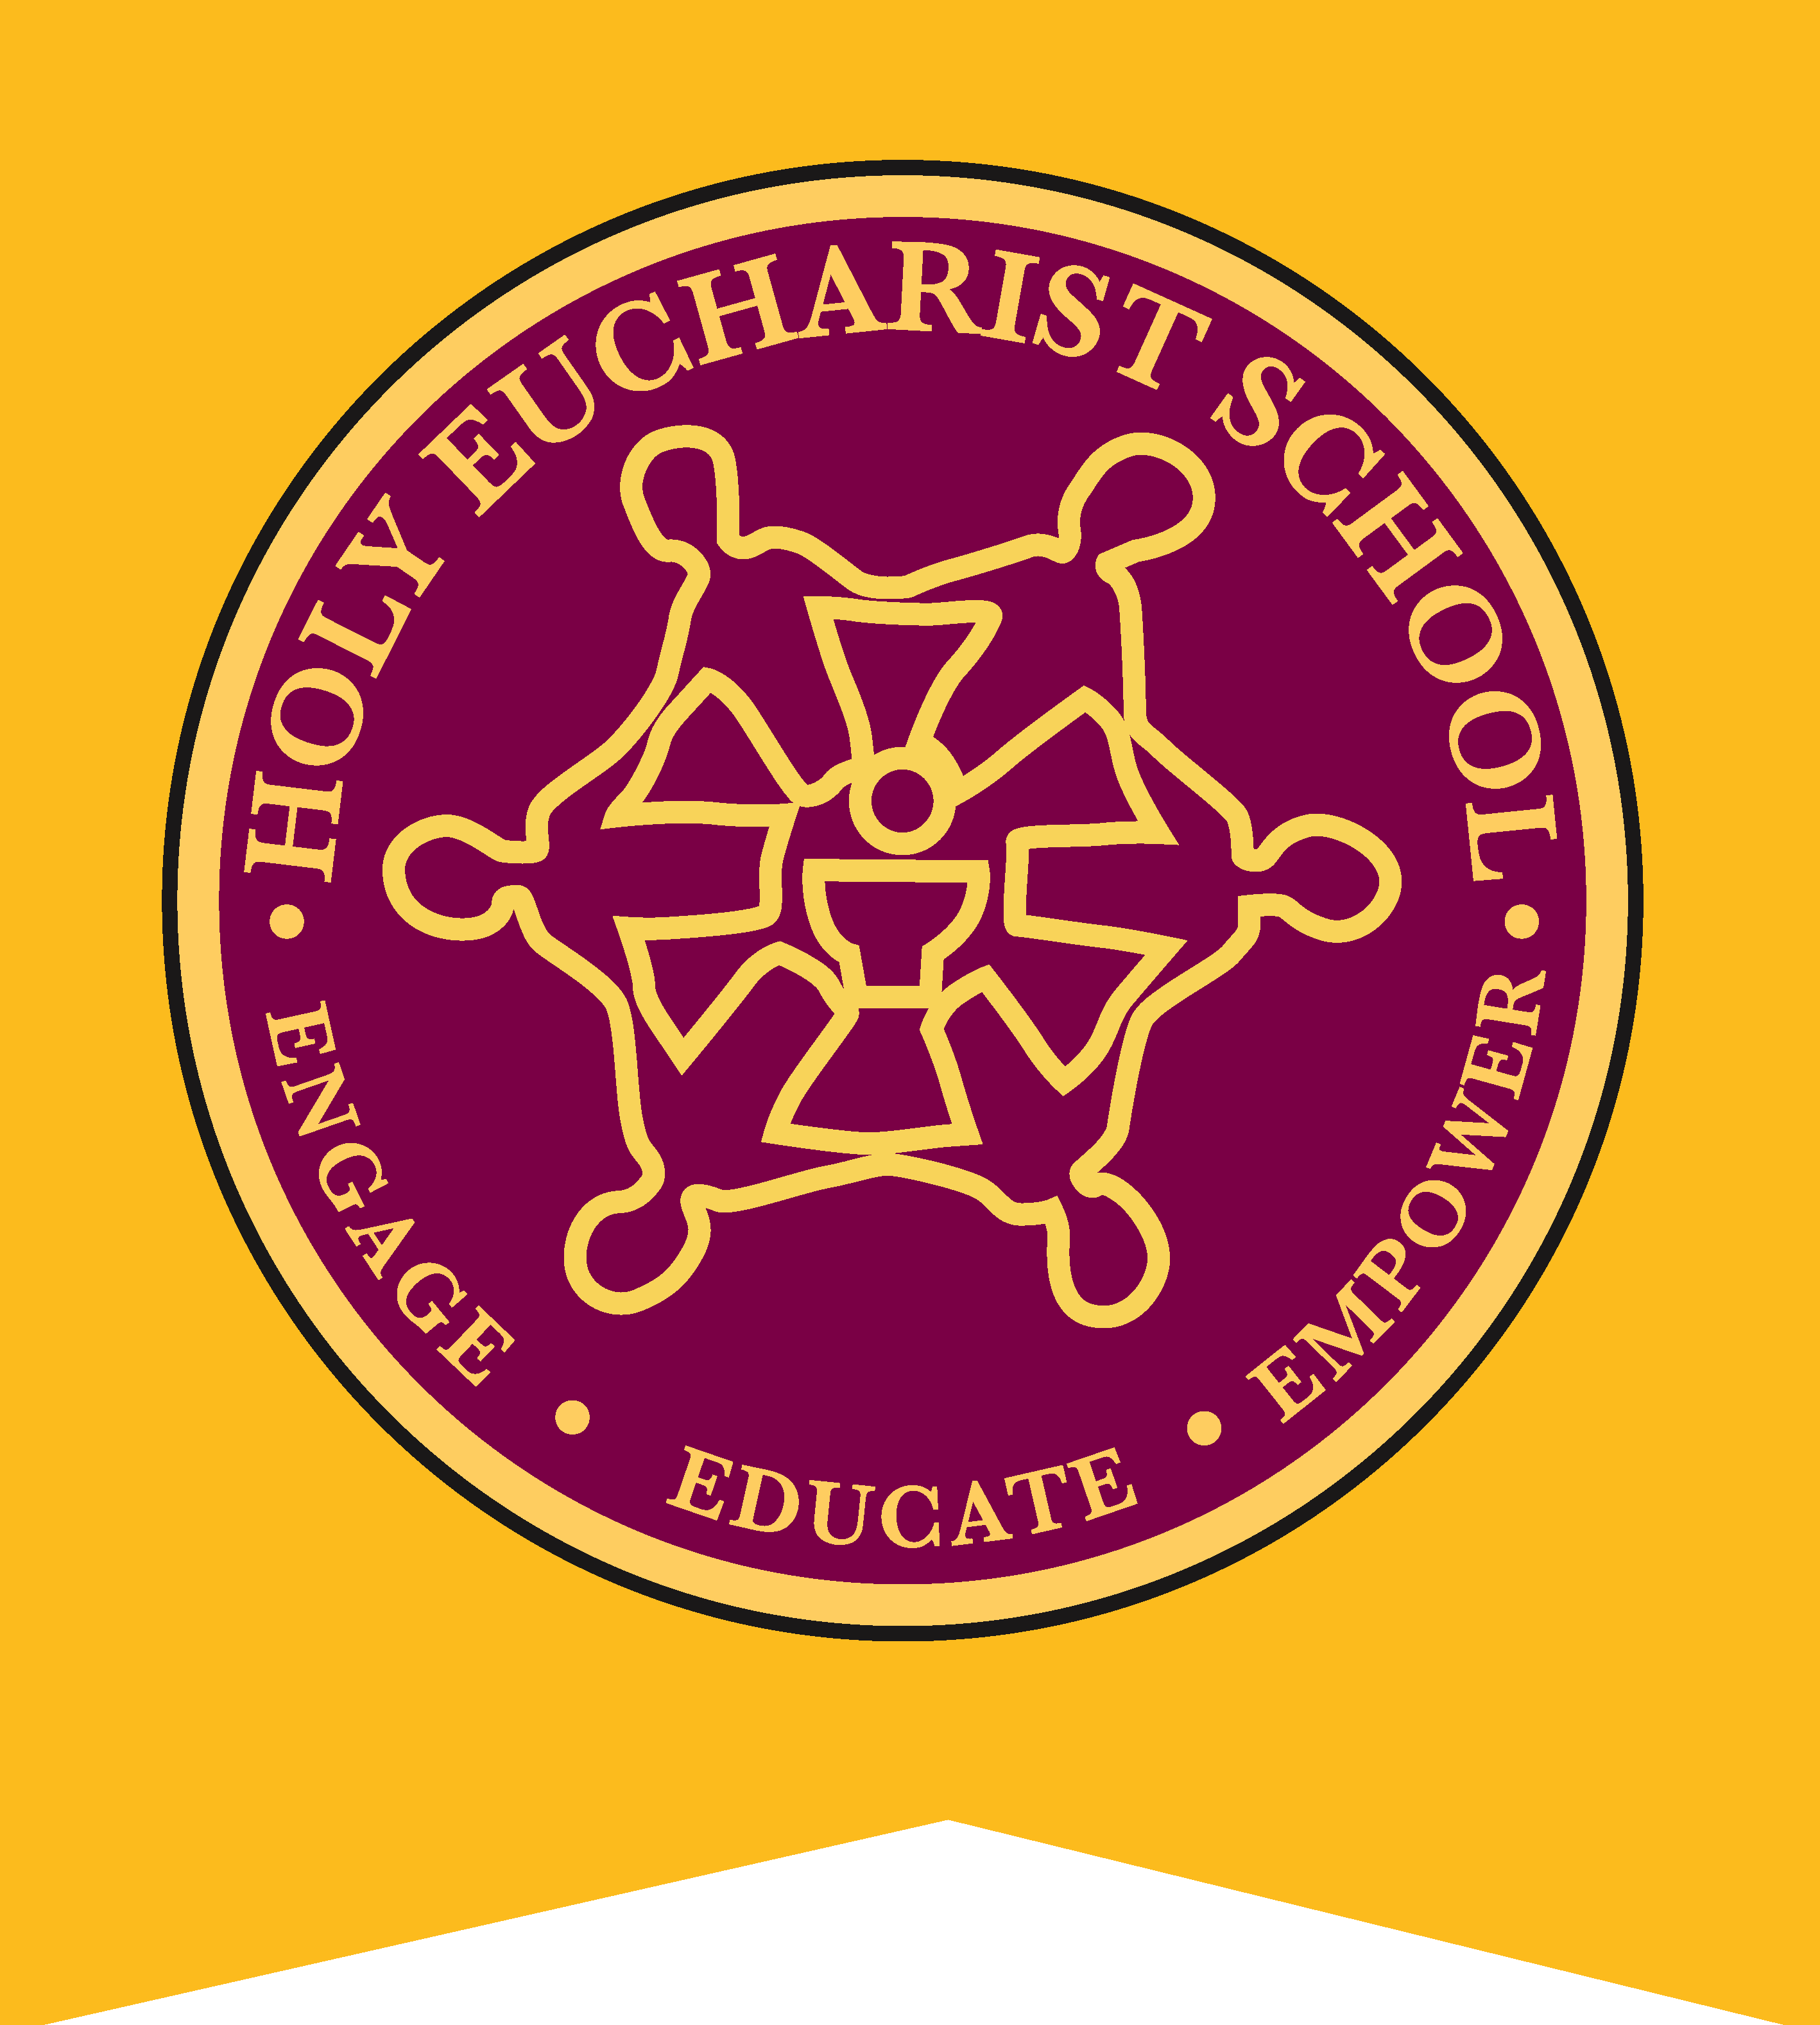 • HOLY EUCHARIST SCHOOL •
ENGAGE • EDUCATE • EMPOWER